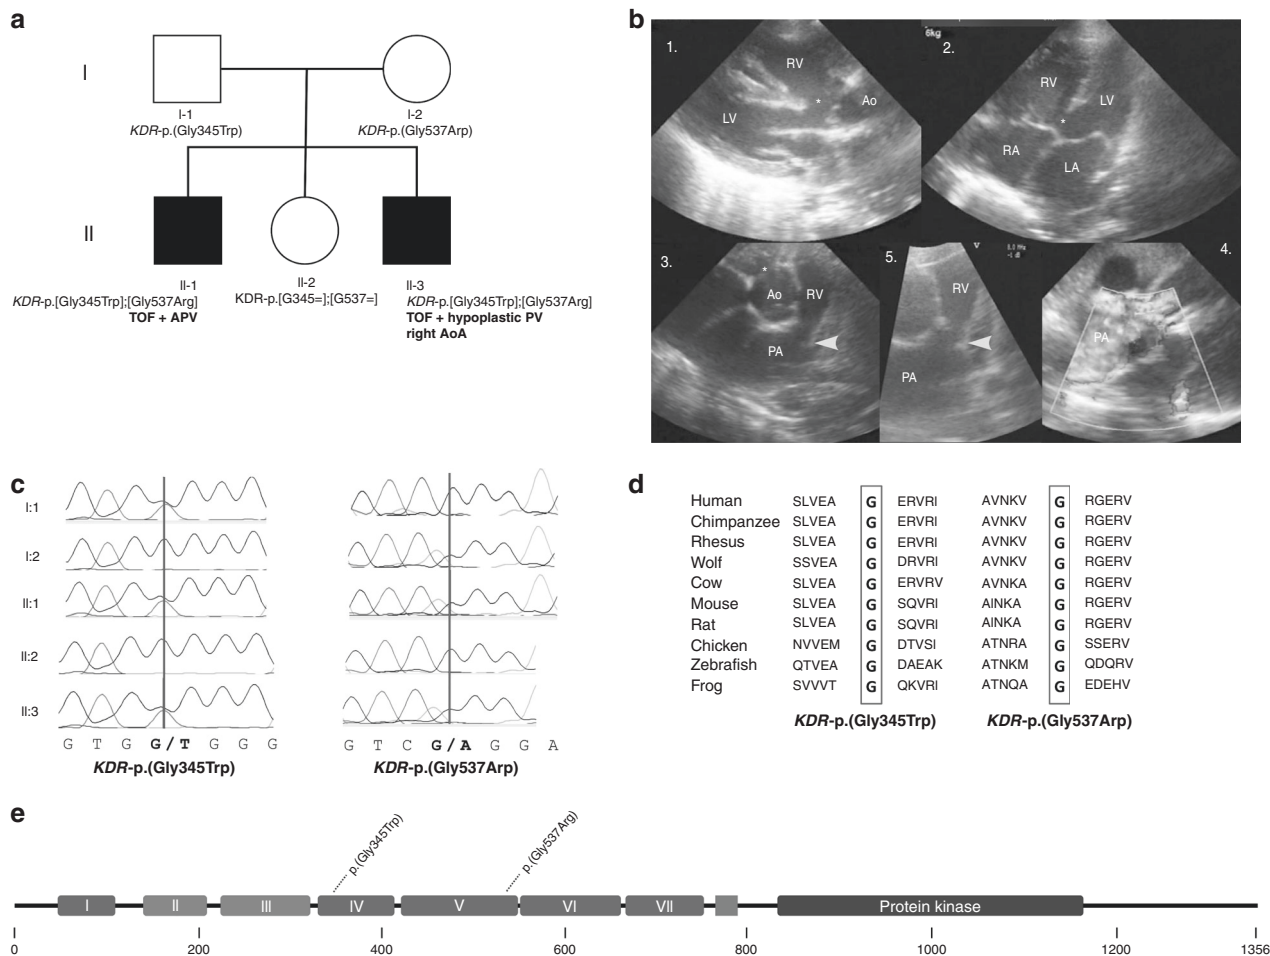 a
I
I-1
KDR-p.(Gly345Trp)
I-2
KDR-p.(Gly537Arp)
II
II-1
KDR-p.[Gly345Trp];[Gly537Arg]
TOF + APV
II-2
KDR-p.[G345=];[G537=]
II-3
KDR-p.[Gly345Trp];[Gly537Arg]
TOF + hypoplastic PV
right AoA
b
1.
RV
*
Ao
LV
6kg
2.
RV
LV
*
RA
LA
3.
*
Ao
RV
PA
5.
V
RV
PA
4.
PA
c
I:1
I:2
II:1
II:2
II:3
G T G G / T G G G
KDR-p.(Gly345Trp)
G T C G / A G G A
KDR-p.(Gly537Arp)
d
Human SLVEA G ERVRI AVNKV G RGERV
Chimpanzee SLVEA G ERVRI AVNKV G RGERV
Rhesus SLVEA G ERVRI AVNKV G RGERV
Wolf SSVEA G DRVRI AVNKV G RGERV
Cow SLVEA G ERVRV AVNKA G RGERV
Mouse SLVEA G SQVRI AINKA G RGERV
Rat SLVEA G SQVRI AINKA G RGERV
Chicken NVVEM G DTVSI ATNRA G SSERV
Zebrafish QTVEA G DAEAK ATNKM G QDQRV
Frog SVVVT G QKVRI ATNQA G EDEHV
KDR-p.(Gly345Trp) KDR-p.(Gly537Arp)
e
p.(Gly345Trp)
p.(Gly537Arg)
I II III IV V VI VII Protein kinase
0 200 400 600 800 1000 1200 1356